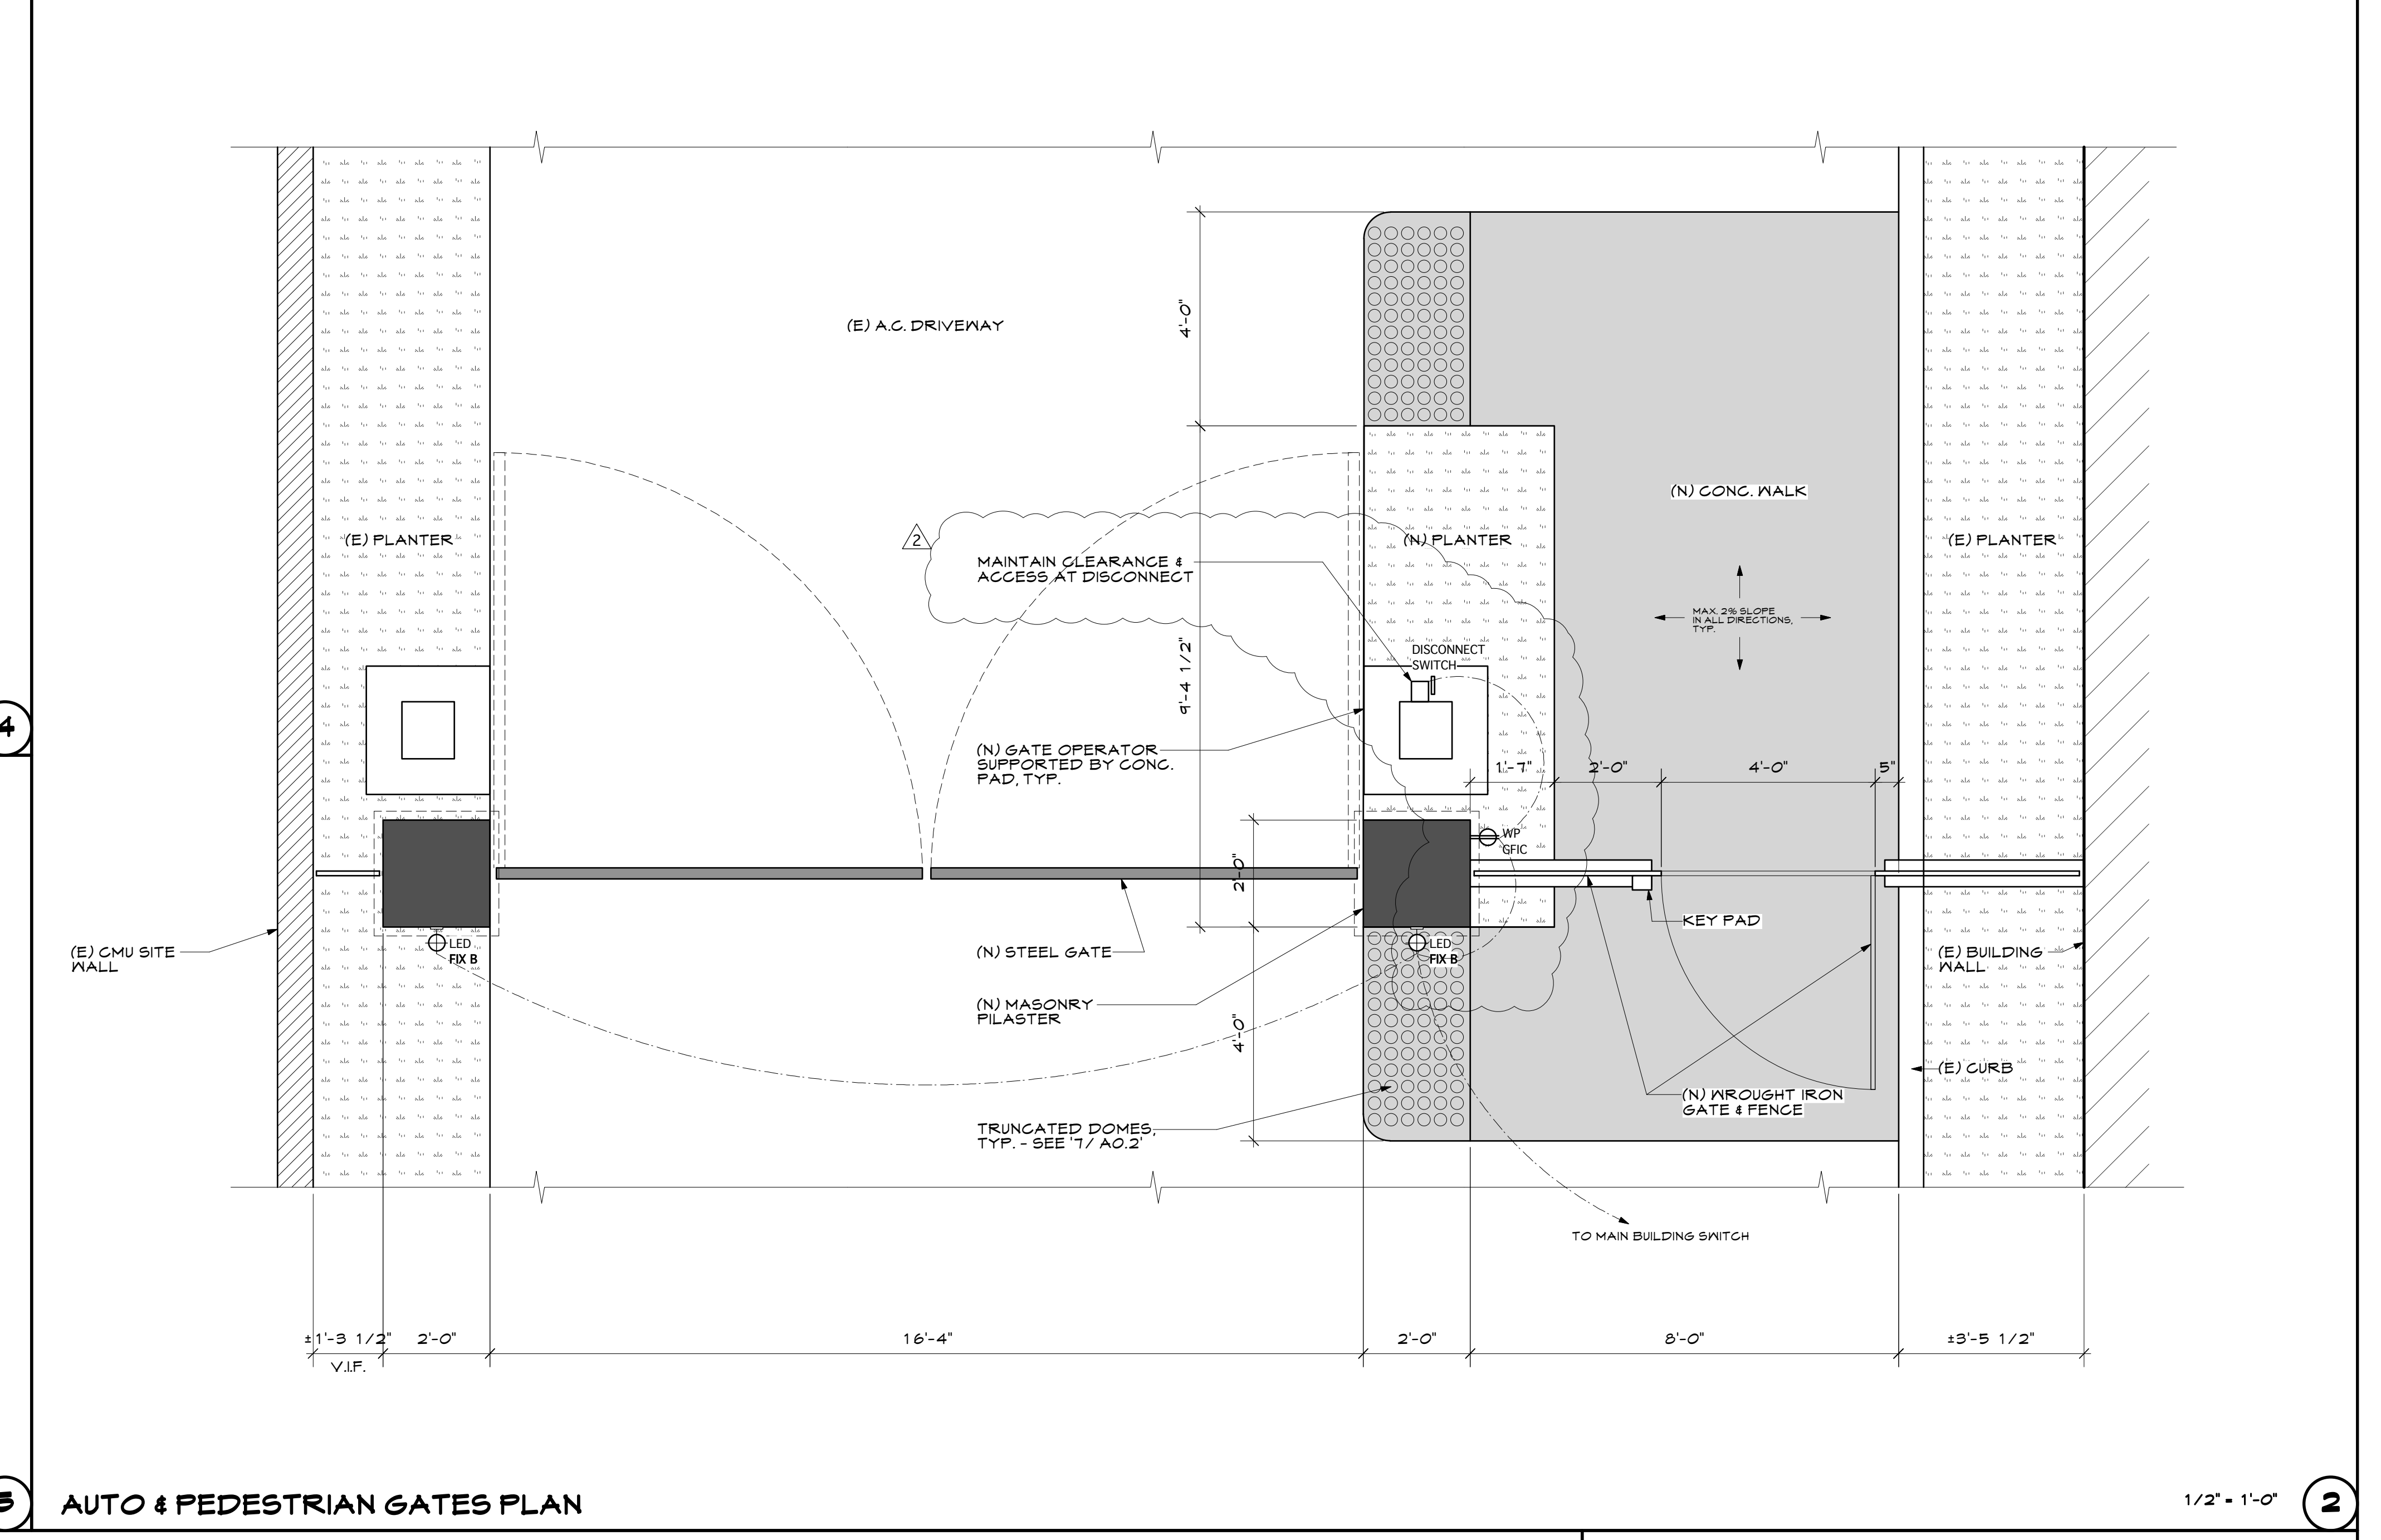 (E) A.C. DRIVEWAY
4'-0"
(N) CONC. WALK
(E) PLANTER
2
MAINTAIN CLEARANCE &
ACCESS AT DISCONNECT
(N) PLANTER
(E) PLANTER
MAX. 2% SLOPE
IN ALL DIRECTIONS,
TYP.
DISCONNECT
SWITCH
9'-4 1/2"
4
(N) GATE OPERATOR
SUPPORTED BY CONC.
PAD, TYP.
1'-7"
2'-0"
4'-0"
5"
WP
GFIC
2'-0"
KEY PAD
(E) CMU SITE
WALL
LED
FIX B
(N) STEEL GATE
LED
FIX B
(E) BUILDING
WALL
(N) MASONRY
PILASTER
4'-0"
(E) CURB
(N) WROUGHT IRON
GATE & FENCE
TRUNCATED DOMES,
TYP. - SEE '7/ A0.2'
TO MAIN BUILDING SWITCH
±1'-3 1/2"
2'-0"
16'-4"
2'-0"
8'-0"
±3'-5 1/2"
V.I.F.
AUTO & PEDESTRIAN GATES PLAN
1/2" = 1'-0"
2